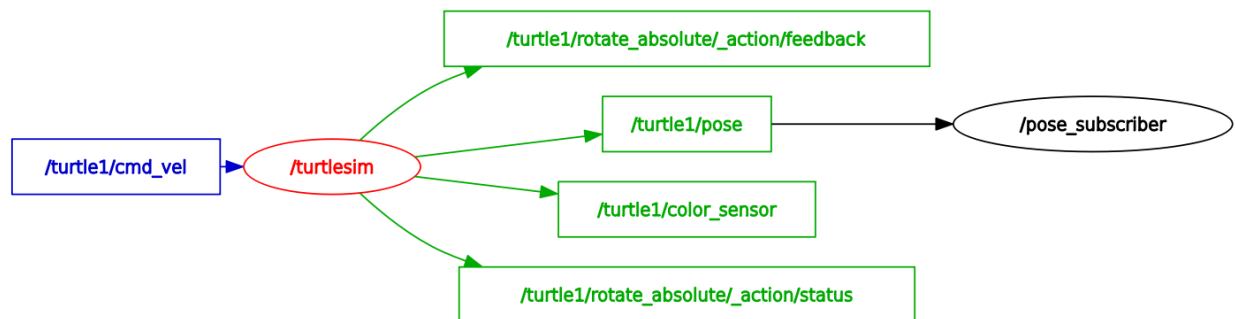 /turtle1/rotate_absolute/_action/feedback
/turtle1/pose
/pose_subscriber
/turtle1/cmd_vel
/turtlesim
/turtle1/color_sensor
/turtle1/rotate_absolute/_action/status